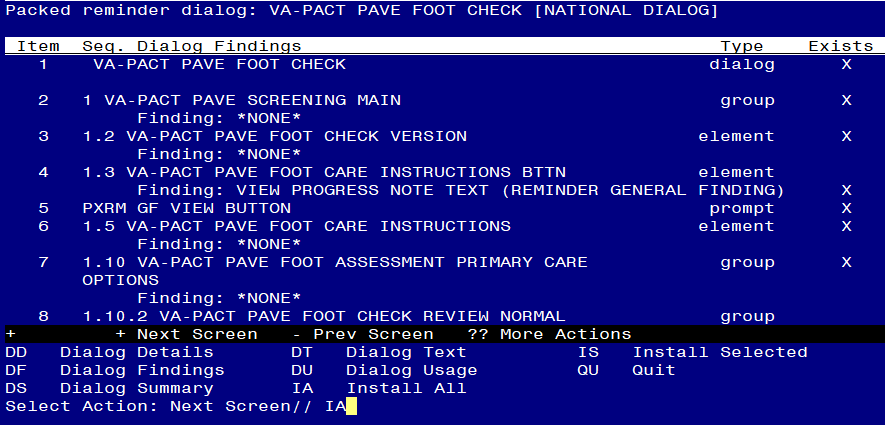 Packed reminder dialog: VA-PACT PAVE FOOT CHECK [NATIONAL DIALOG]
Item  Seq. Dialog Findings  Type  Exists
1  VA-PACT PAVE FOOT CHECK  dialog  X
2  1 VA-PACT PAVE SCREENING MAIN  group  X
Finding: *NONE*
3  1.2 VA-PACT PAVE FOOT CHECK VERSION  element  X
Finding: *NONE*
4  1.3 VA-PACT PAVE FOOT CARE INSTRUCTIONS BTTN  element
Finding: VIEW PROGRESS NOTE TEXT (REMINDER GENERAL FINDING)  X
5  PXRM GF VIEW BUTTON  prompt  X
6  1.5 VA-PACT PAVE FOOT CARE INSTRUCTIONS  element  X
Finding: *NONE*
7  1.10 VA-PACT PAVE FOOT ASSESSMENT PRIMARY CARE  group  X
OPTIONS
Finding: *NONE*
8  1.10.2 VA-PACT PAVE FOOT CHECK REVIEW NORMAL  group
+  + Next Screen  - Prev Screen  ?? More Actions
DD  Dialog Details  DT  Dialog Text  IS  Install Selected
DF  Dialog Findings  DU  Dialog Usage  QU  Quit
DS  Dialog Summary  IA  Install All
Select Action: Next Screen// IA